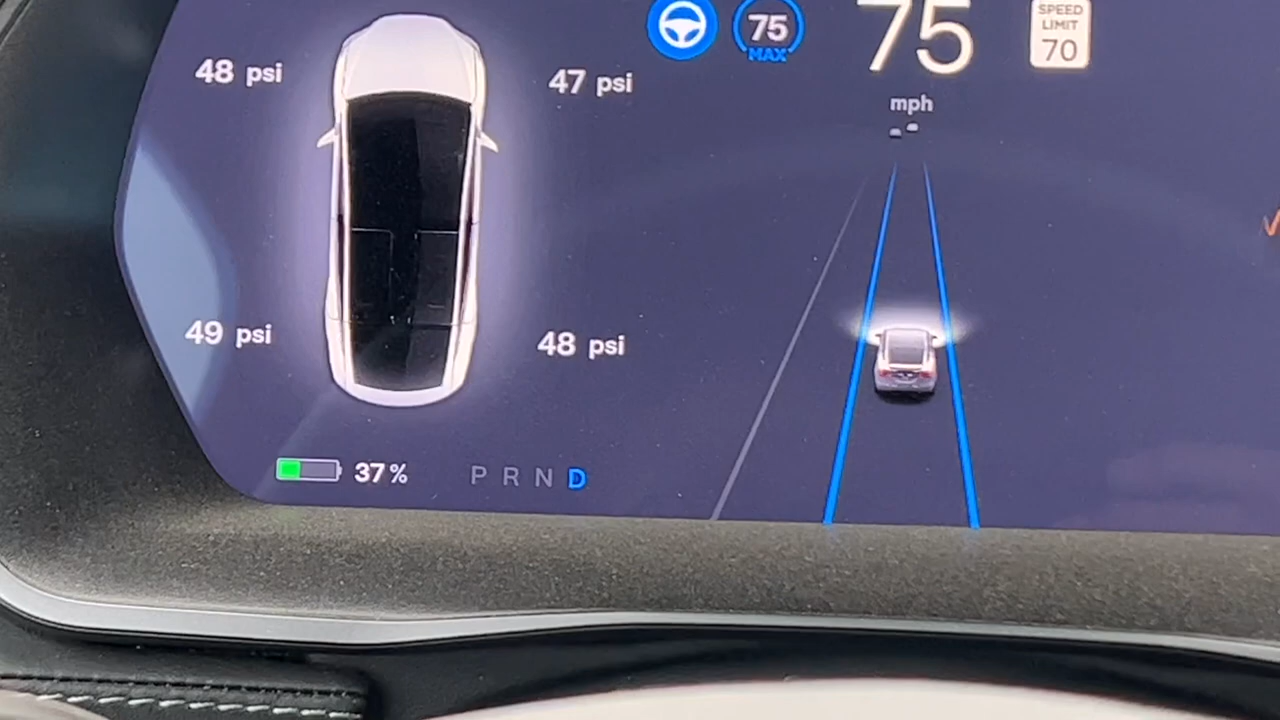 48 psi
47 psi
49 psi
48 psi
37%
P R N D
75
MAX
75
mph
SPEED
LIMIT
70